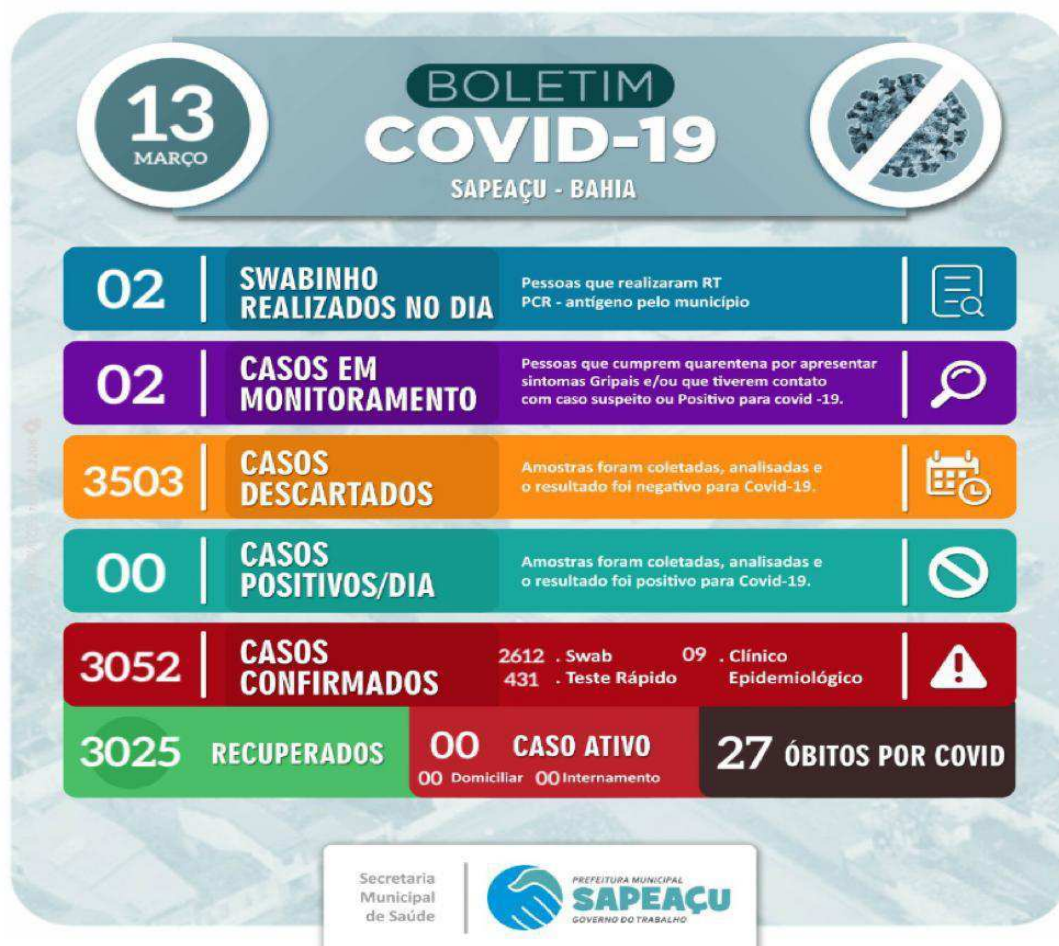 13
MARÇO
BOLETIM
COVID-19
SAPEAÇU - BAHIA
02
SWABINHO
REALIZADOS NO DIA
Pessoas que realizaram RT
PCR - antígeno pelo município
02
CASOS EM
MONITORAMENTO
Pessoas que cumprem quarentena por apresentar
sintomas Gripais e/ou que tiverem contato
com caso suspeito ou Positivo para covid -19.
3503
CASOS
DESCARTADOS
Amostras foram coletadas, analisadas e
o resultado foi negativo para Covid-19.
00
CASOS
POSITIVOS/DIA
Amostras foram coletadas, analisadas e
o resultado foi positivo para Covid-19.
3052
CASOS
CONFIRMADOS
2612 . Swab
431 . Teste Rápido
09 . Clínico
Epidemiológico
3025 RECUPERADOS
00 CASO ATIVO
00 Domiciliar 00 Internamento
27 ÓBITOS POR COVID
Secretaria
Municipal
de Saúde
PREFEITURA MUNICIPAL
SAPEAÇU
GOVERNO DO TRABALHO